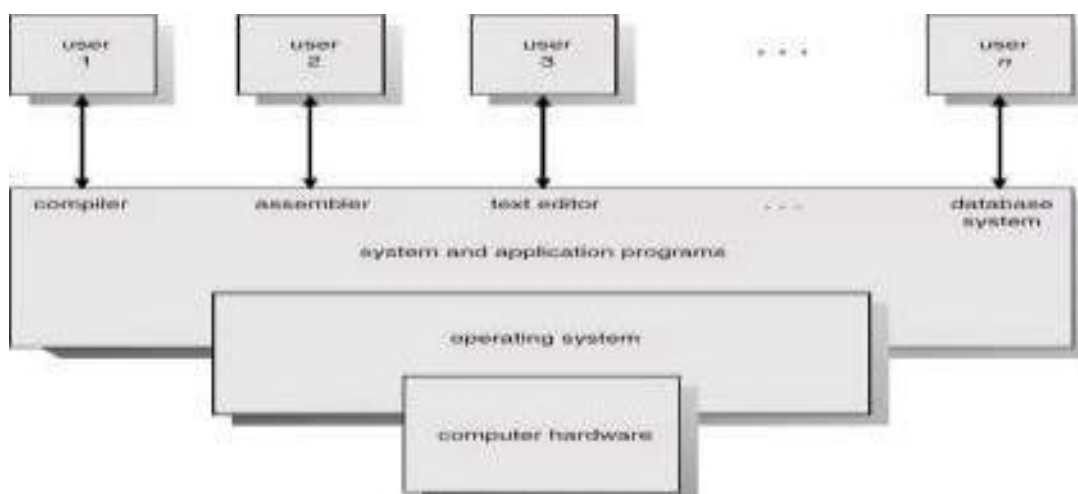 user
1
user
2
user
3
. . .
user
n
compiler
assembler
text editor
. . .
database
system
system and application programs
operating system
computer hardware